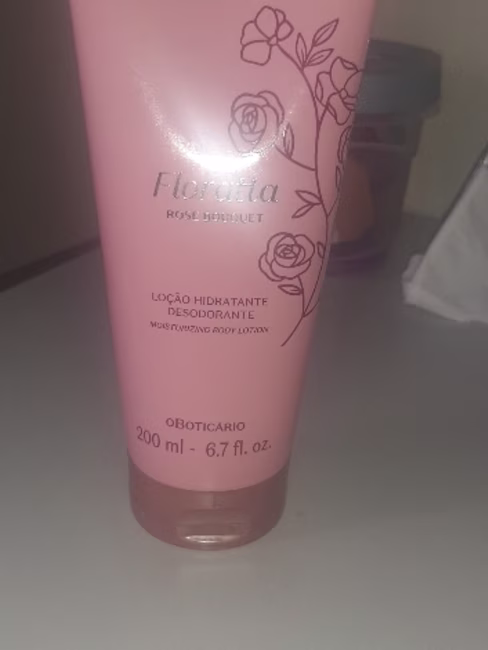 Floratta
ROSE BOUQUET
LOÇÃO HIDRATANTE
DESODORANTE
MOISTURIZING BODY LOTION
oBOTICÁRIO
200 ml - 6.7 fl. oz.